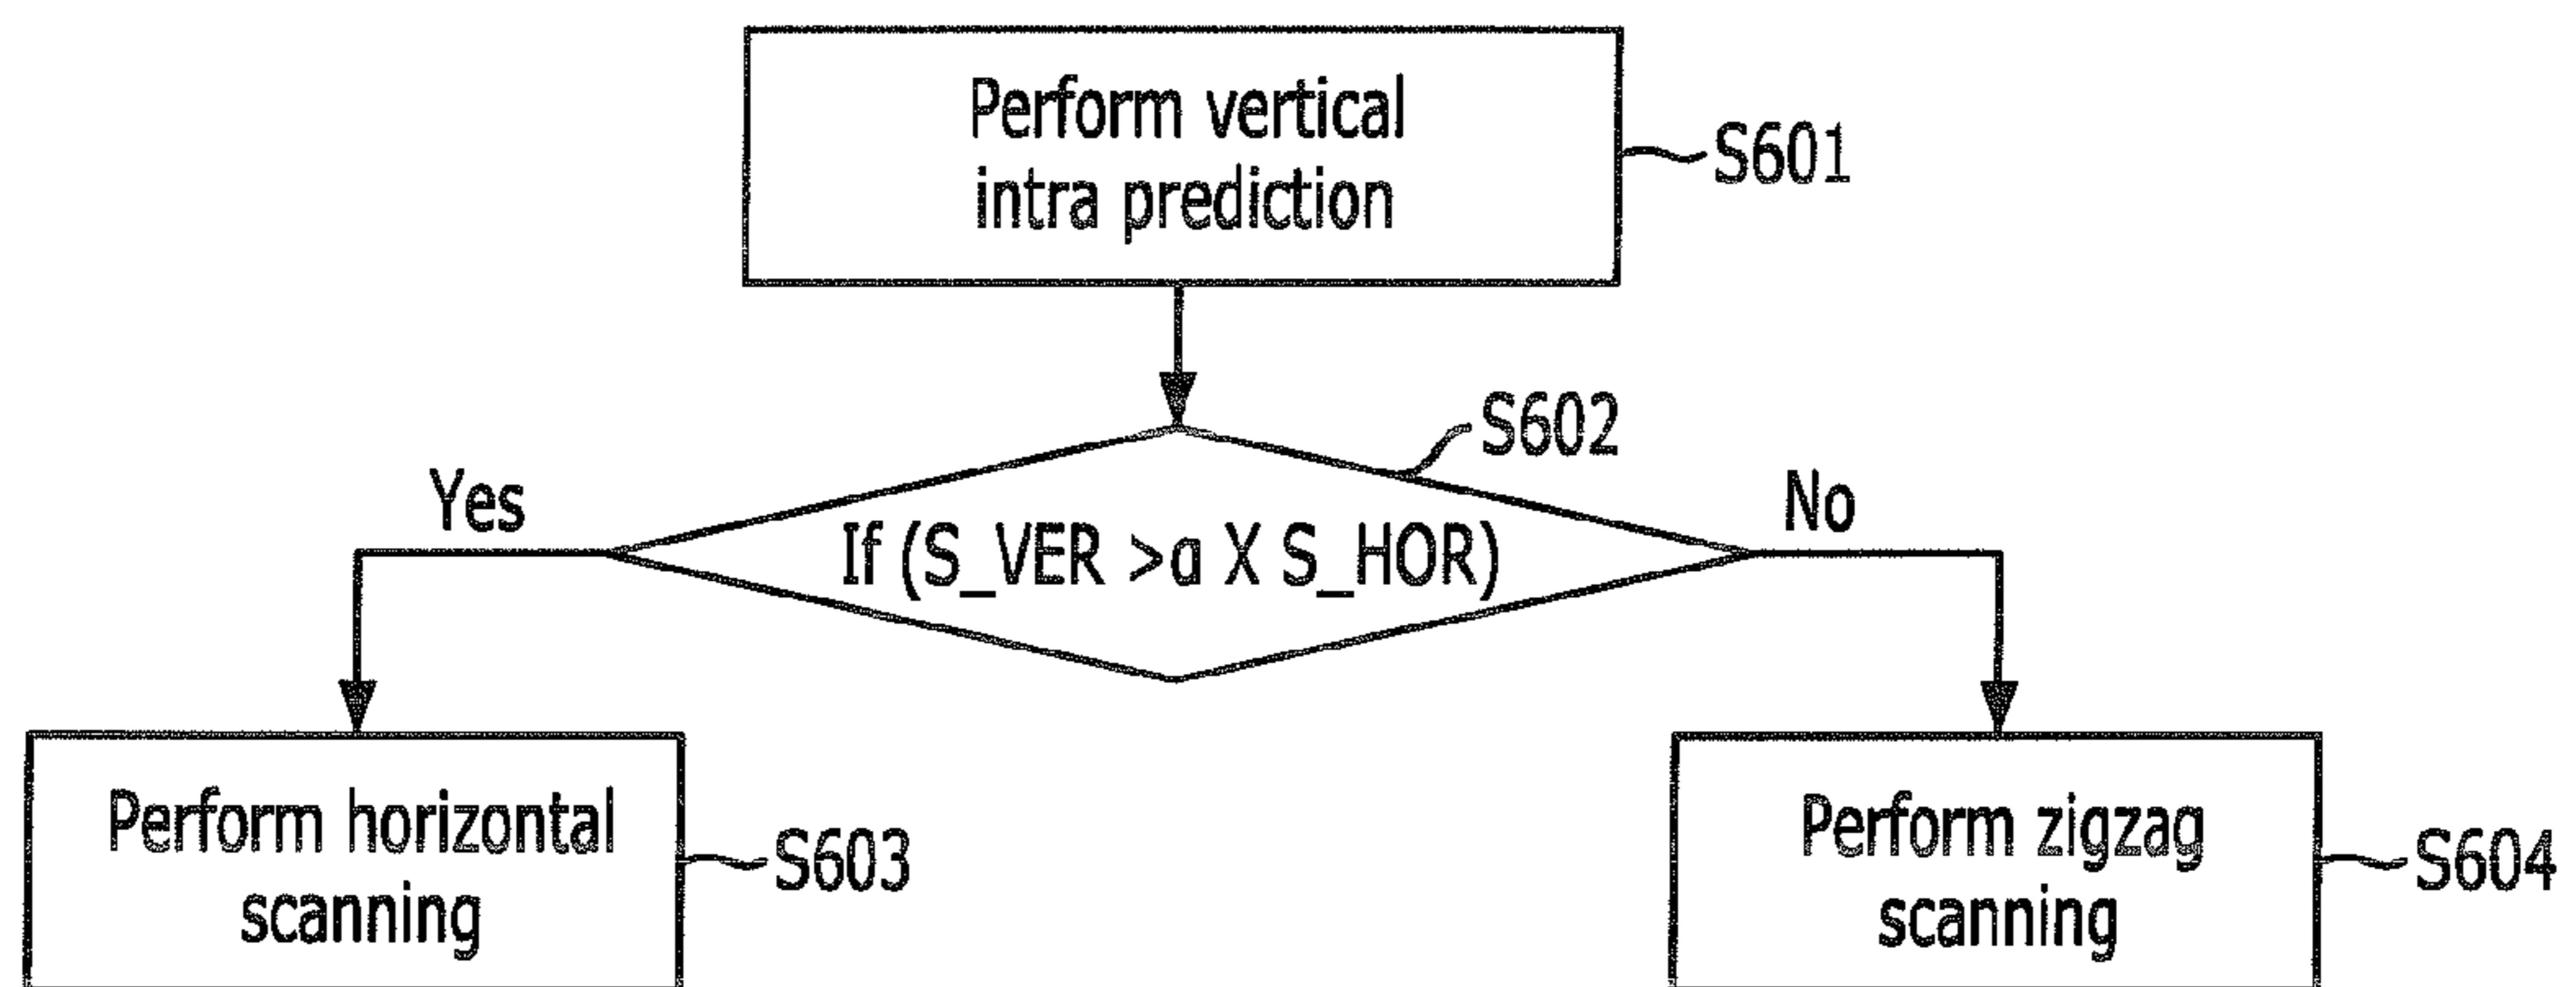 Perform vertical
intra prediction
S601
S602
Yes
If (S_VER >a X S_HOR)
No
Perform horizontal
scanning
S603
Perform zigzag
scanning
S604